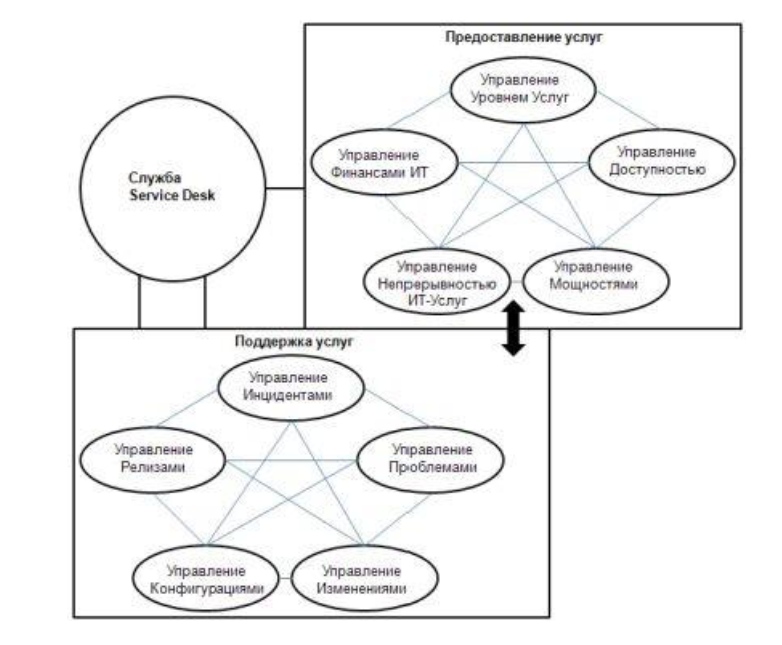 Предоставление услуг
Управление
Уровнем Услуг
Управление
Финансами ИТ
Управление
Доступностью
Служба
Service Desk
Управление
Непрерывностью
ИТ-Услуг
Управление
Мощностями
Поддержка услуг
Управление
Инцидентами
Управление
Релизами
Управление
Проблемами
Управление
Конфигурациями
Управление
Изменениями